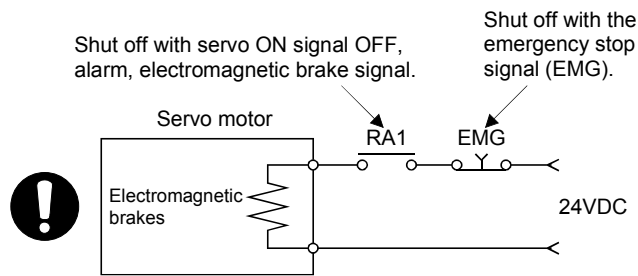 Shut off with servo ON signal OFF,
alarm, electromagnetic brake signal.
Shut off with the
emergency stop
signal (EMG).
Servo motor
RA1
EMG
Electromagnetic
brakes
24VDC